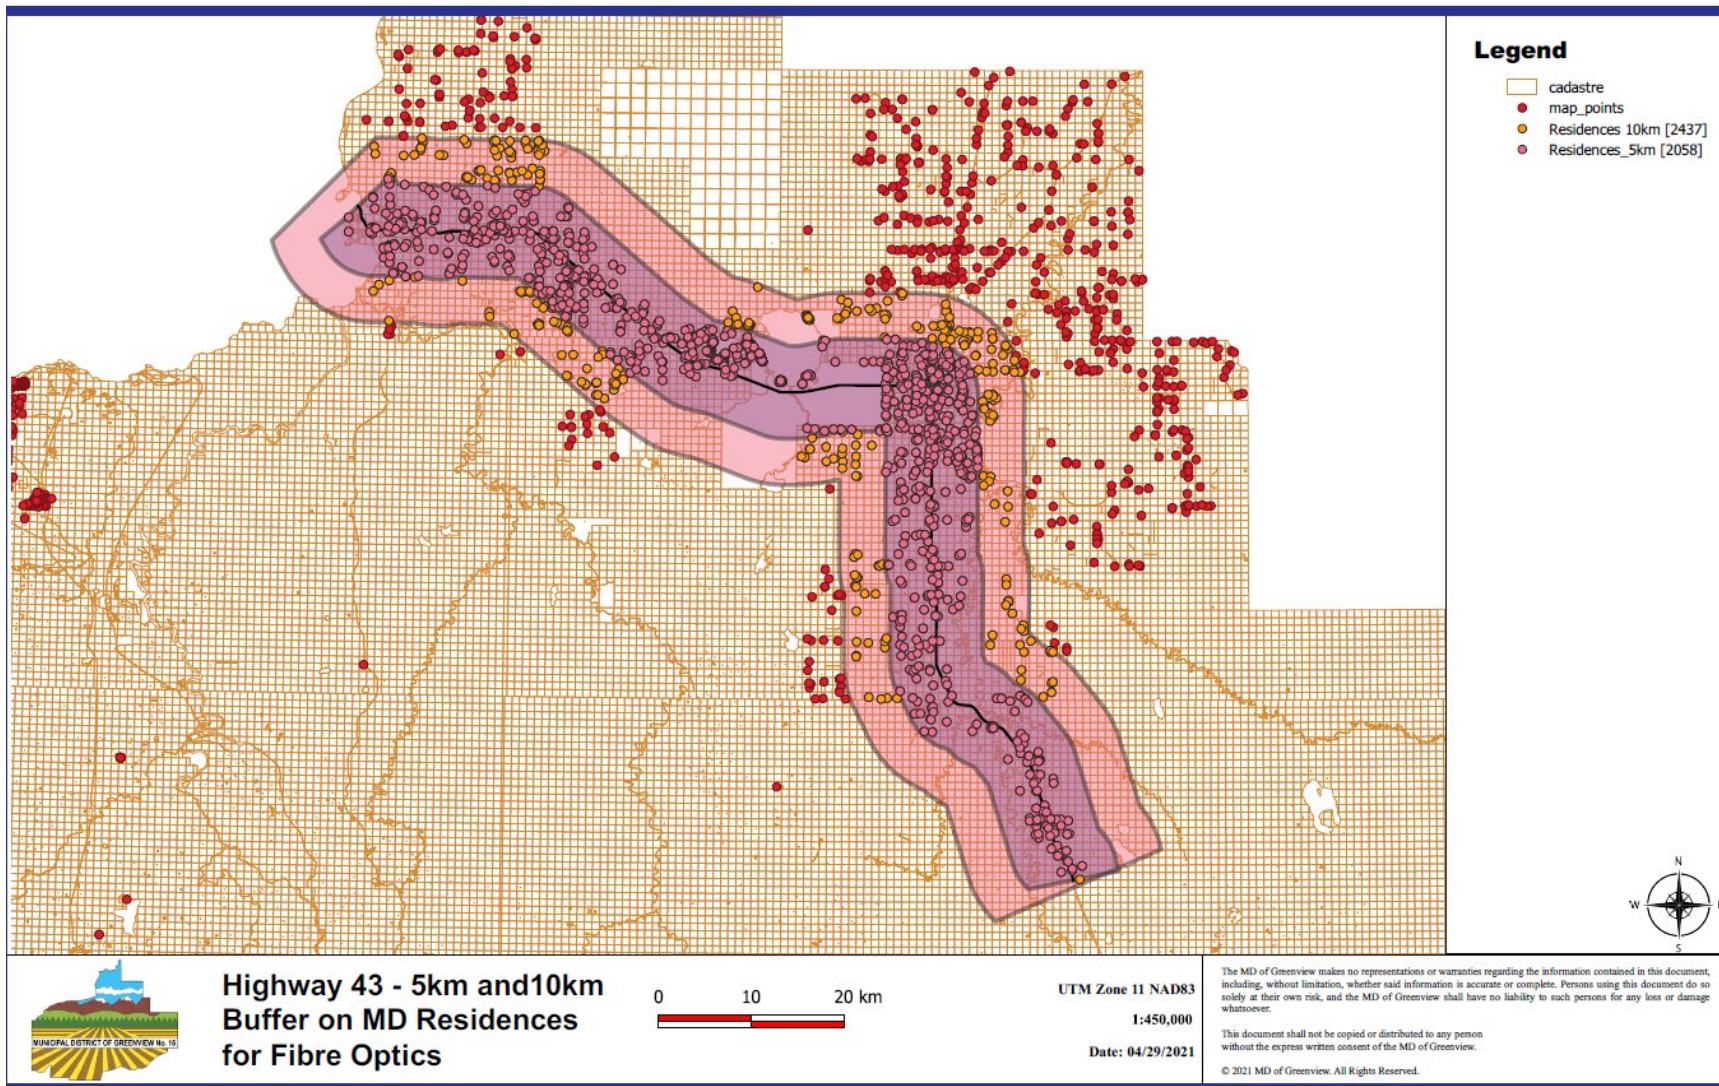 Legend
cadastre
map_points
Residences 10km [2437]
Residences_5km [2058]
N
W
S
MUNICIPAL DISTRICT OF GREENVIEW No. 16
Highway 43 - 5km and10km
Buffer on MD Residences
for Fibre Optics
0 10 20 km
UTM Zone 11 NAD83
1:450,000
Date: 04/29/2021
The MD of Greenview makes no representations or warranties regarding the information contained in this document,
including, without limitation, whether said information is accurate or complete. Persons using this document do so
solely at their own risk, and the MD of Greenview shall have no liability to such persons for any loss or damage
whatsoever.
This document shall not be copied or distributed to any person
without the express written consent of the MD of Greenview.
© 2021 MD of Greenview. All Rights Reserved.